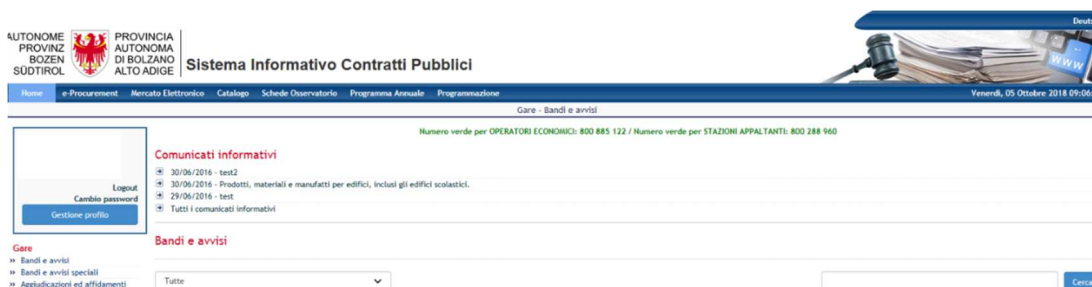 AUTONOME
PROVINZ
BOZEN
SÜDTIROL
PROVINCIA
AUTONOMA
DI BOLZANO
ALTO ADIGE
Sistema Informativo Contratti Pubblici
WWW
Home e-Procurement Mercato Elettronico Catalogo Schede Osservatorio Programma Annuale Programmazione Venerdì, 05 Ottobre 2018 09:06:
Gare - Bandi e avvisi
Numero verde per OPERATORI ECONOMICI: 800 885 122 / Numero verde per STAZIONI APPALTANTI: 800 288 960
Logout
Cambio password
Gestione profilo
Comunicati informativi
30/06/2016 - test2
30/06/2016 - Prodotti, materiali e manufatti per edifici, inclusi gli edifici scolastici.
29/06/2016 - test
Tutti i comunicati informativi
Bandi e avvisi
Gare
Bandi e avvisi
Bandi e avvisi speciali
Aggiudicazioni ed affidamenti
Tutte
Cerca